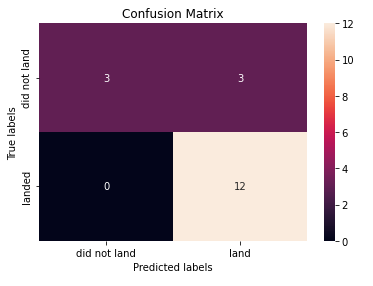 Confusion Matrix
True labels
did not land
landed
3
3
0
12
did not land
land
Predicted labels
12
10
8
6
4
2
0